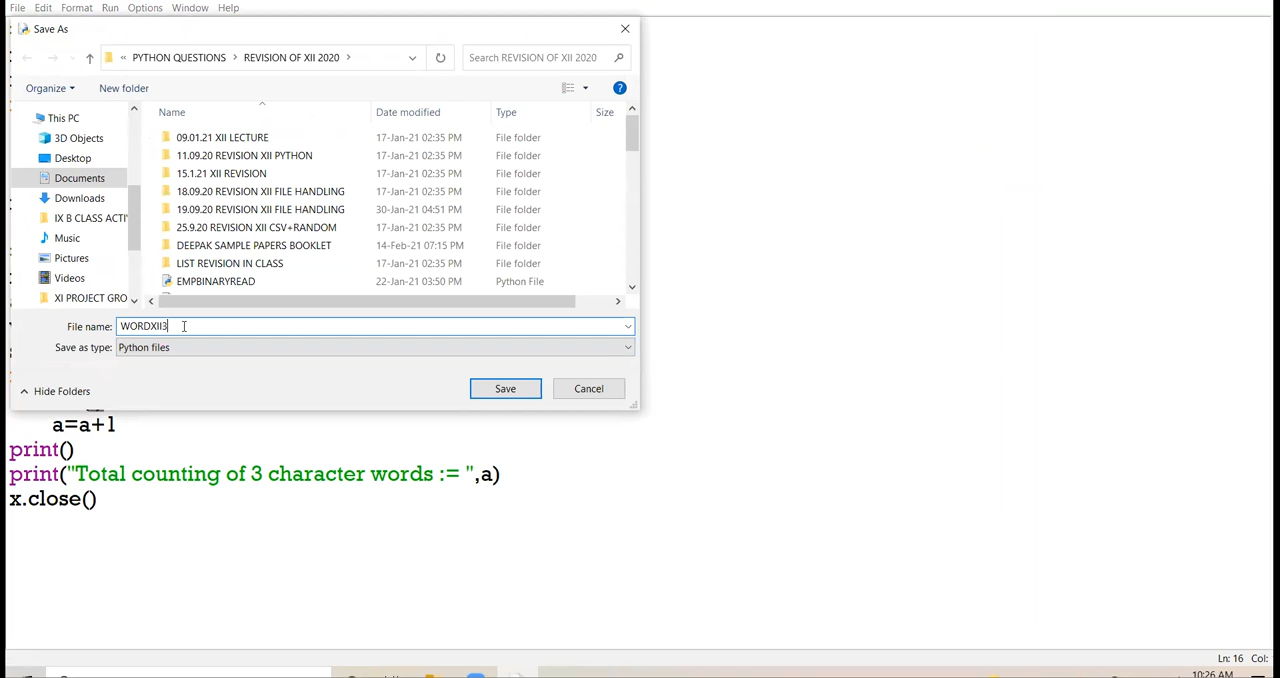 File Edit Format Run Options Window Help
Save As
« PYTHON QUESTIONS > REVISION OF XII 2020 >
Search REVISION OF XII 2020
Organize New folder
Name Date modified Type Size
This PC
3D Objects
Desktop
Documents
Downloads
IX B CLASS ACTI
Music
Pictures
Videos
XI PROJECT GRO
09.01.21 XII LECTURE 17-Jan-21 02:35 PM File folder
11.09.20 REVISION XII PYTHON 17-Jan-21 02:35 PM File folder
15.1.21 XII REVISION 17-Jan-21 02:35 PM File folder
18.09.20 REVISION XII FILE HANDLING 17-Jan-21 02:35 PM File folder
19.09.20 REVISION XII FILE HANDLING 30-Jan-21 04:51 PM File folder
25.9.20 REVISION XII CSV+RANDOM 17-Jan-21 02:35 PM File folder
DEEPAK SAMPLE PAPERS BOOKLET 14-Feb-21 07:15 PM File folder
LIST REVISION IN CLASS 17-Jan-21 02:35 PM File folder
EMPBINARYREAD 22-Jan-21 03:50 PM Python File
File name: WORDXII3
Save as type: Python files
Hide Folders
Save Cancel
a=a+1
print()
print("Total counting of 3 character words := ",a)
x.close()
Ln: 16 Col:
10:26 AM